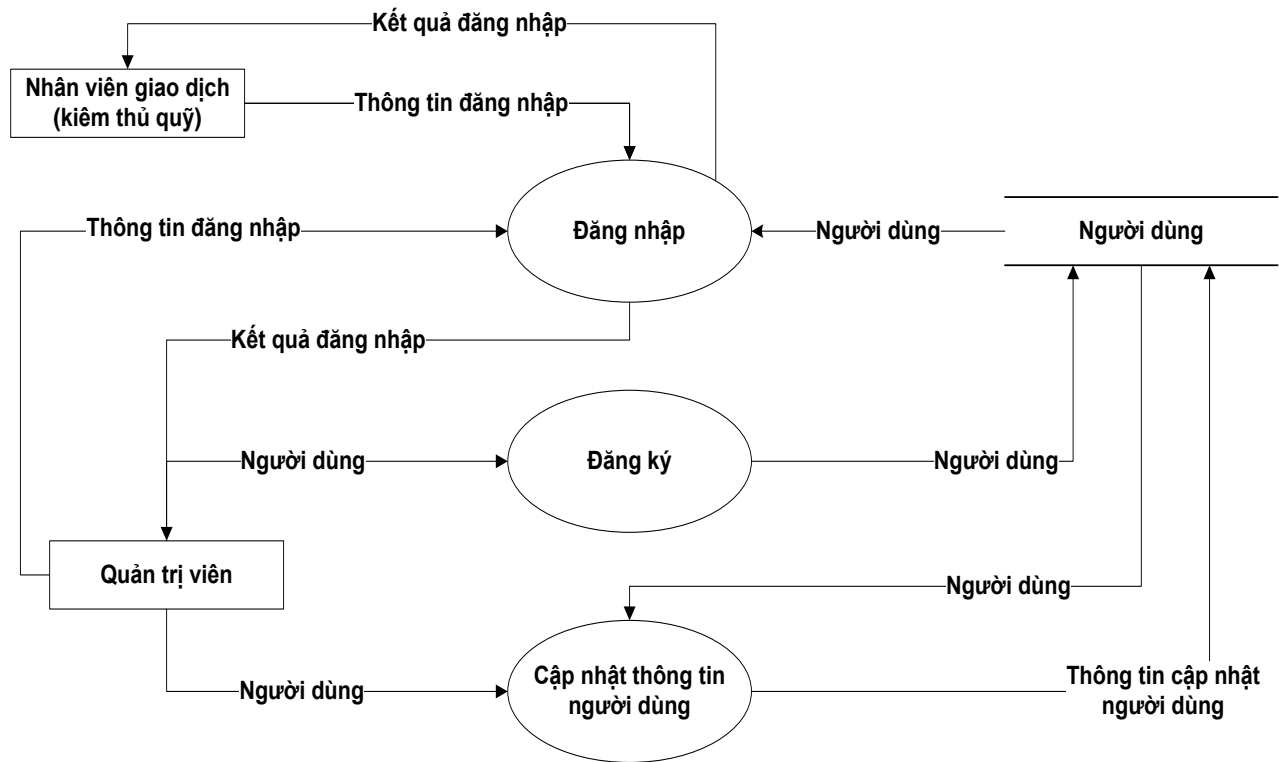 Kết quả đăng nhập
Nhân viên giao dịch
(kiêm thủ quỹ)
Thông tin đăng nhập
Thông tin đăng nhập
Đăng nhập
Người dùng
Người dùng
Kết quả đăng nhập
Người dùng
Đăng ký
Người dùng
Quản trị viên
Người dùng
Người dùng
Cập nhật thông tin
người dùng
Thông tin cập nhật
người dùng